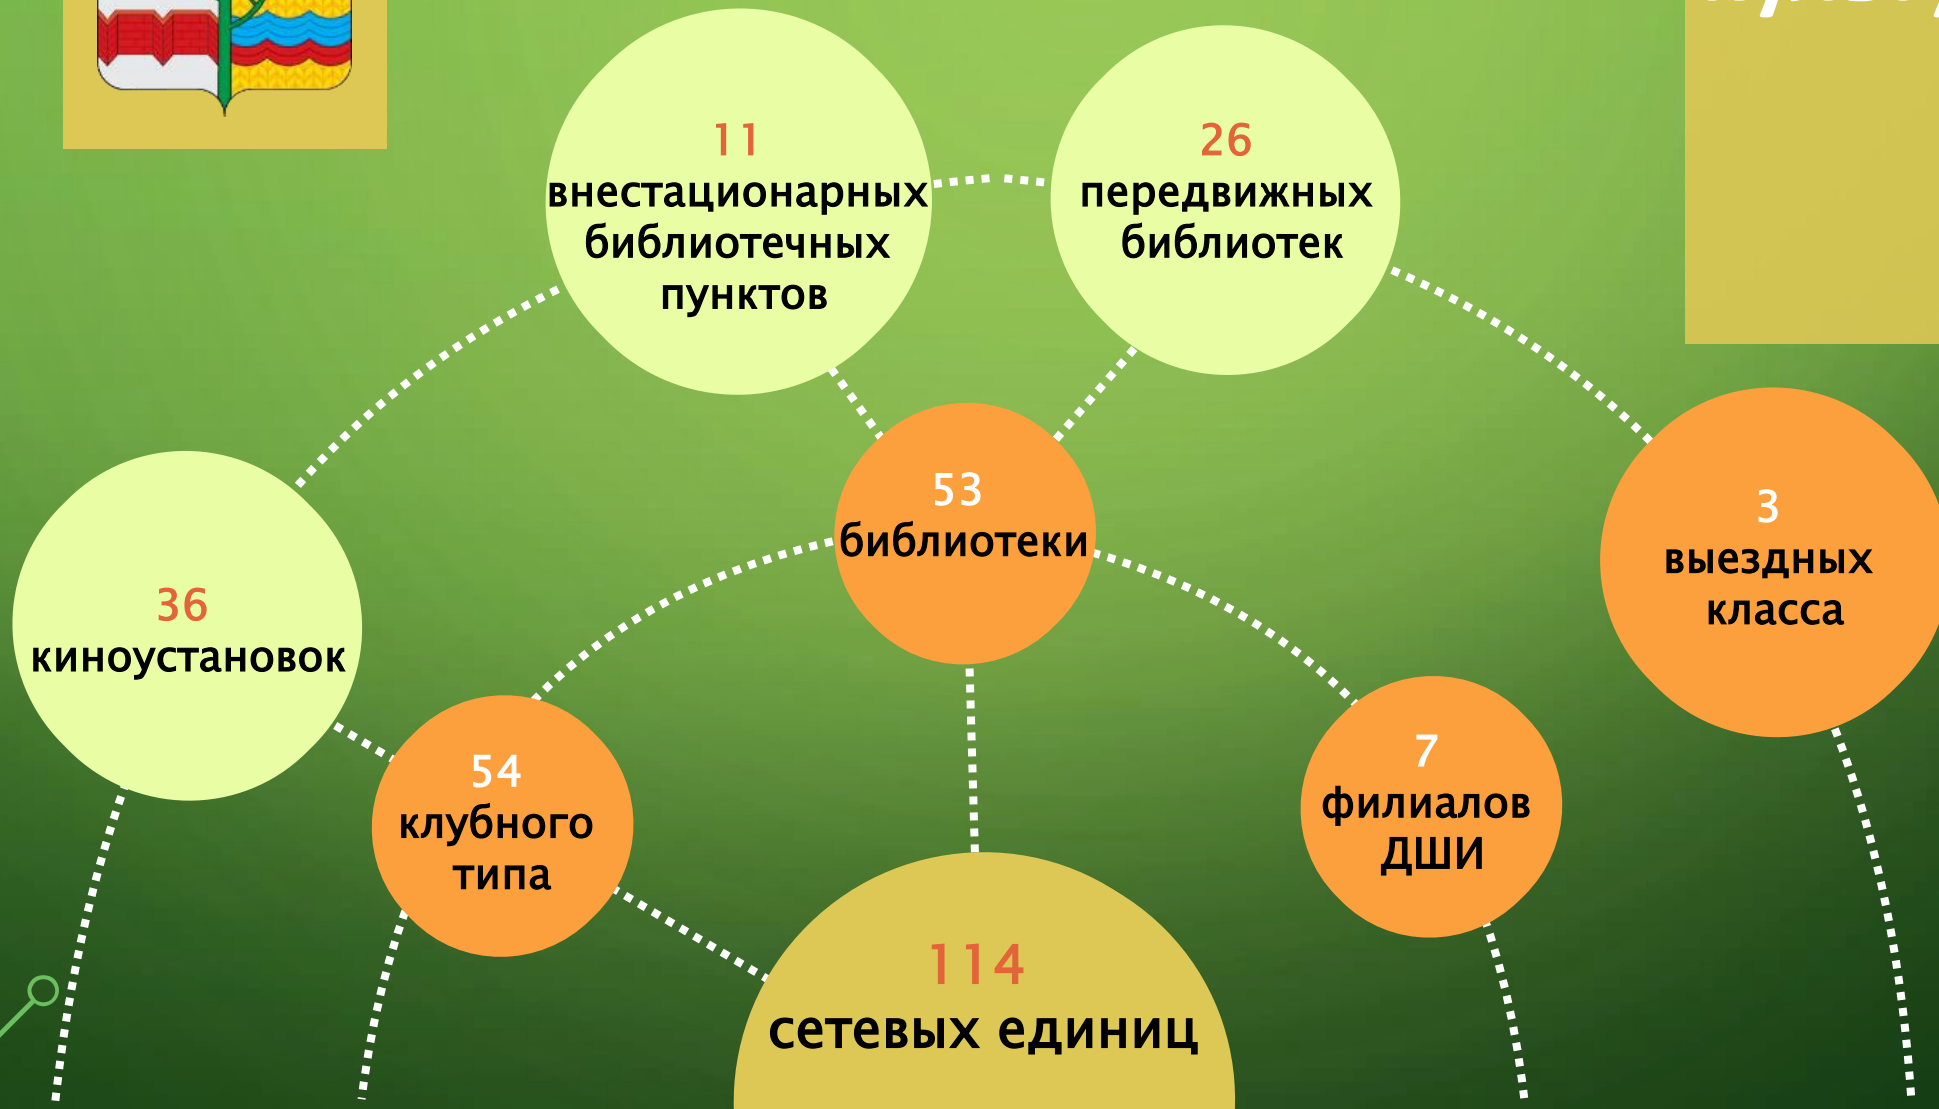 11
внестационарных
библиотечных
пунктов
26
передвижных
библиотек
53
библиотеки
3
выездных
класса
36
киноустановок
54
клубного
типа
7
филиалов
ДШИ
114
сетевых единиц